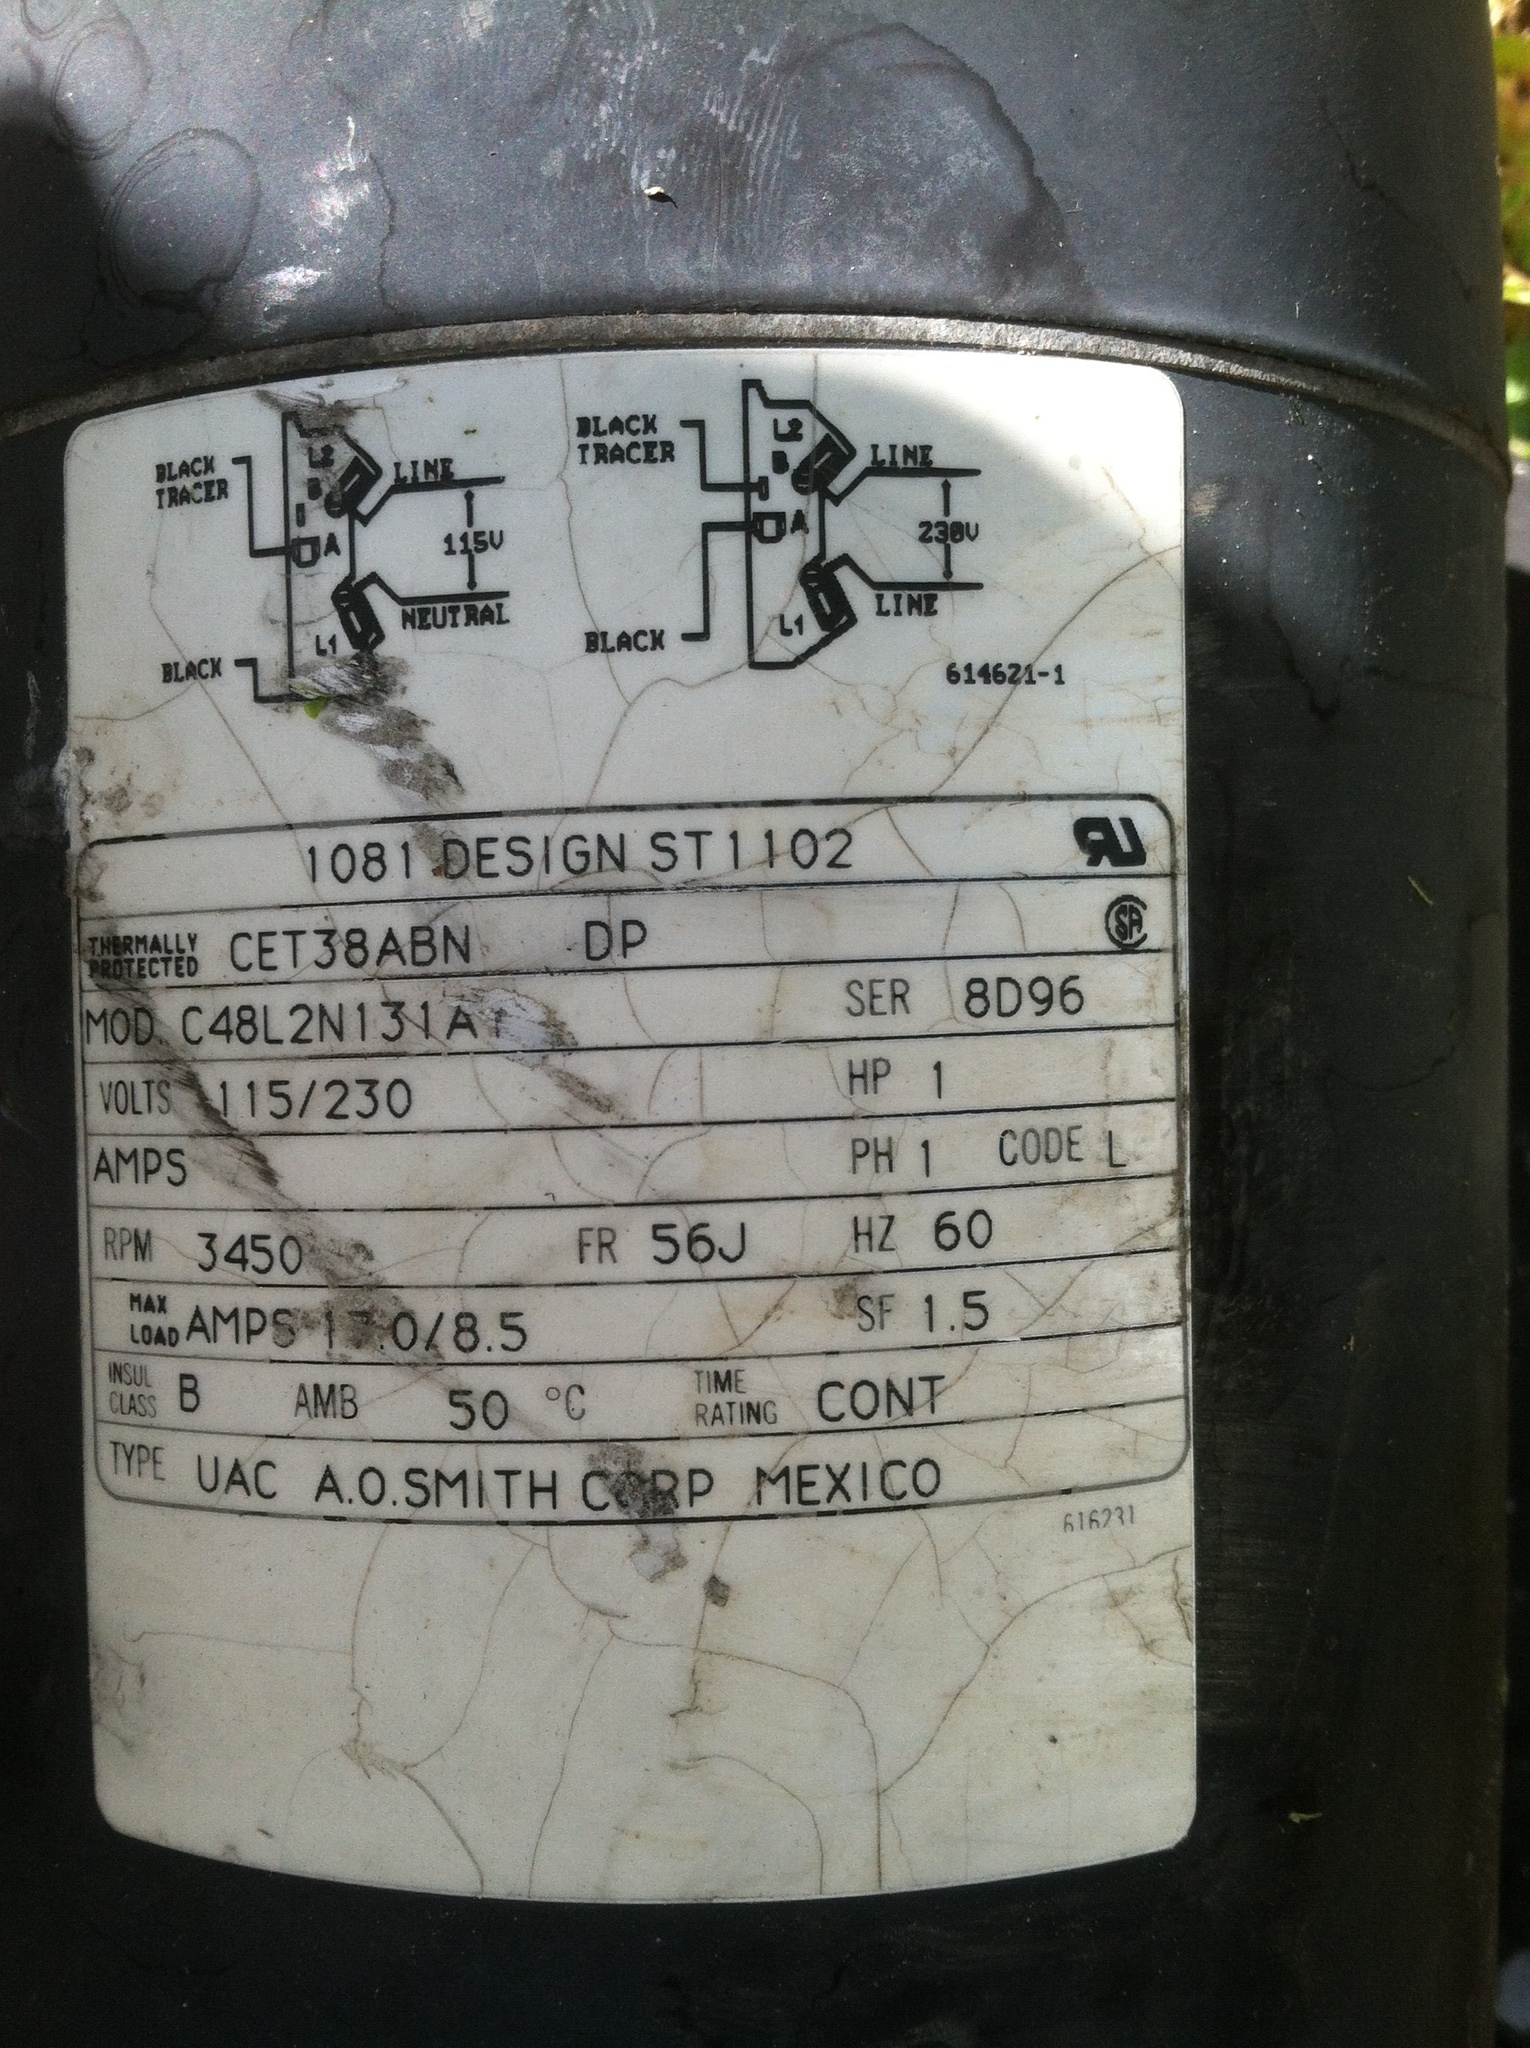 BLACK TRACER
L2
B
LINE
A
115V
NEUTRAL
L1
BLACK
BLACK TRACER
L2
B
LINE
A
230V
LINE
L1
BLACK
614621-1
1081 DESIGN ST1102
THERMALLY PROTECTED CET38ABN DP
MOD. C48L2N131A1 SER 8D96
VOLTS 115/230 HP 1
AMPS PH 1 CODE L
RPM 3450 FR 56J HZ 60
MAX LOAD AMPS /8.5 SF 1.5
INSUL CLASS B AMB 50 °C TIME RATING CONT
TYPE UAC A.O.SMITH CORP MEXICO
616231